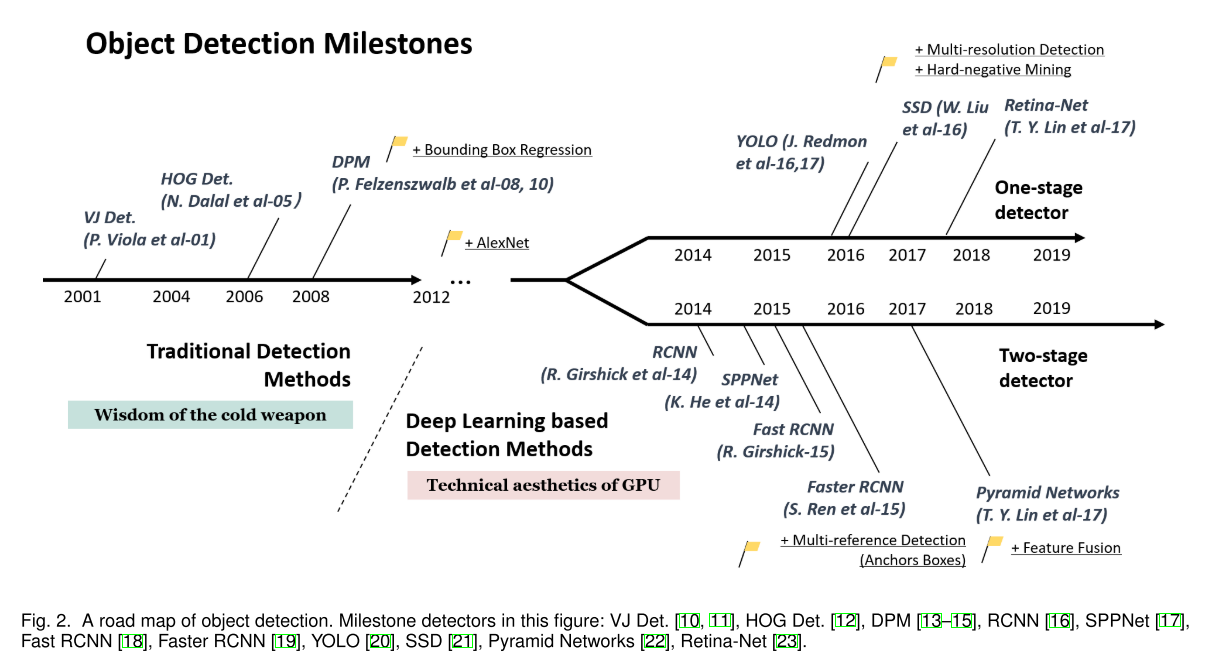 Object Detection Milestones
+ Multi-resolution Detection
+ Hard-negative Mining
SSD (W. Liu
et al-16)
Retina-Net
(T. Y. Lin et al-17)
YOLO (J. Redmon
et al-16,17)
+ Bounding Box Regression
DPM
(P. Felzenszwalb et al-08, 10)
HOG Det.
(N. Dalal et al-05)
VJ Det.
(P. Viola et al-01)
+ AlexNet
One-stage
detector
2014 2015 2016 2017 2018 2019
...
2001 2004 2006 2008 2012
2014 2015 2016 2017 2018 2019
Traditional Detection
Methods
Wisdom of the cold weapon
Deep Learning based
Detection Methods
Technical aesthetics of GPU
RCNN
(R. Girshick et al-14)
SPPNet
(K. He et al-14)
Fast RCNN
(R. Girshick-15)
Faster RCNN
(S. Ren et al-15)
+ Multi-reference Detection
(Anchors Boxes)
Two-stage
detector
Pyramid Networks
(T. Y. Lin et al-17)
+ Feature Fusion
Fig. 2. A road map of object detection. Milestone detectors in this figure: VJ Det. [10, 11], HOG Det. [12], DPM [13–15], RCNN [16], SPPNet [17],
Fast RCNN [18], Faster RCNN [19], YOLO [20], SSD [21], Pyramid Networks [22], Retina-Net [23].